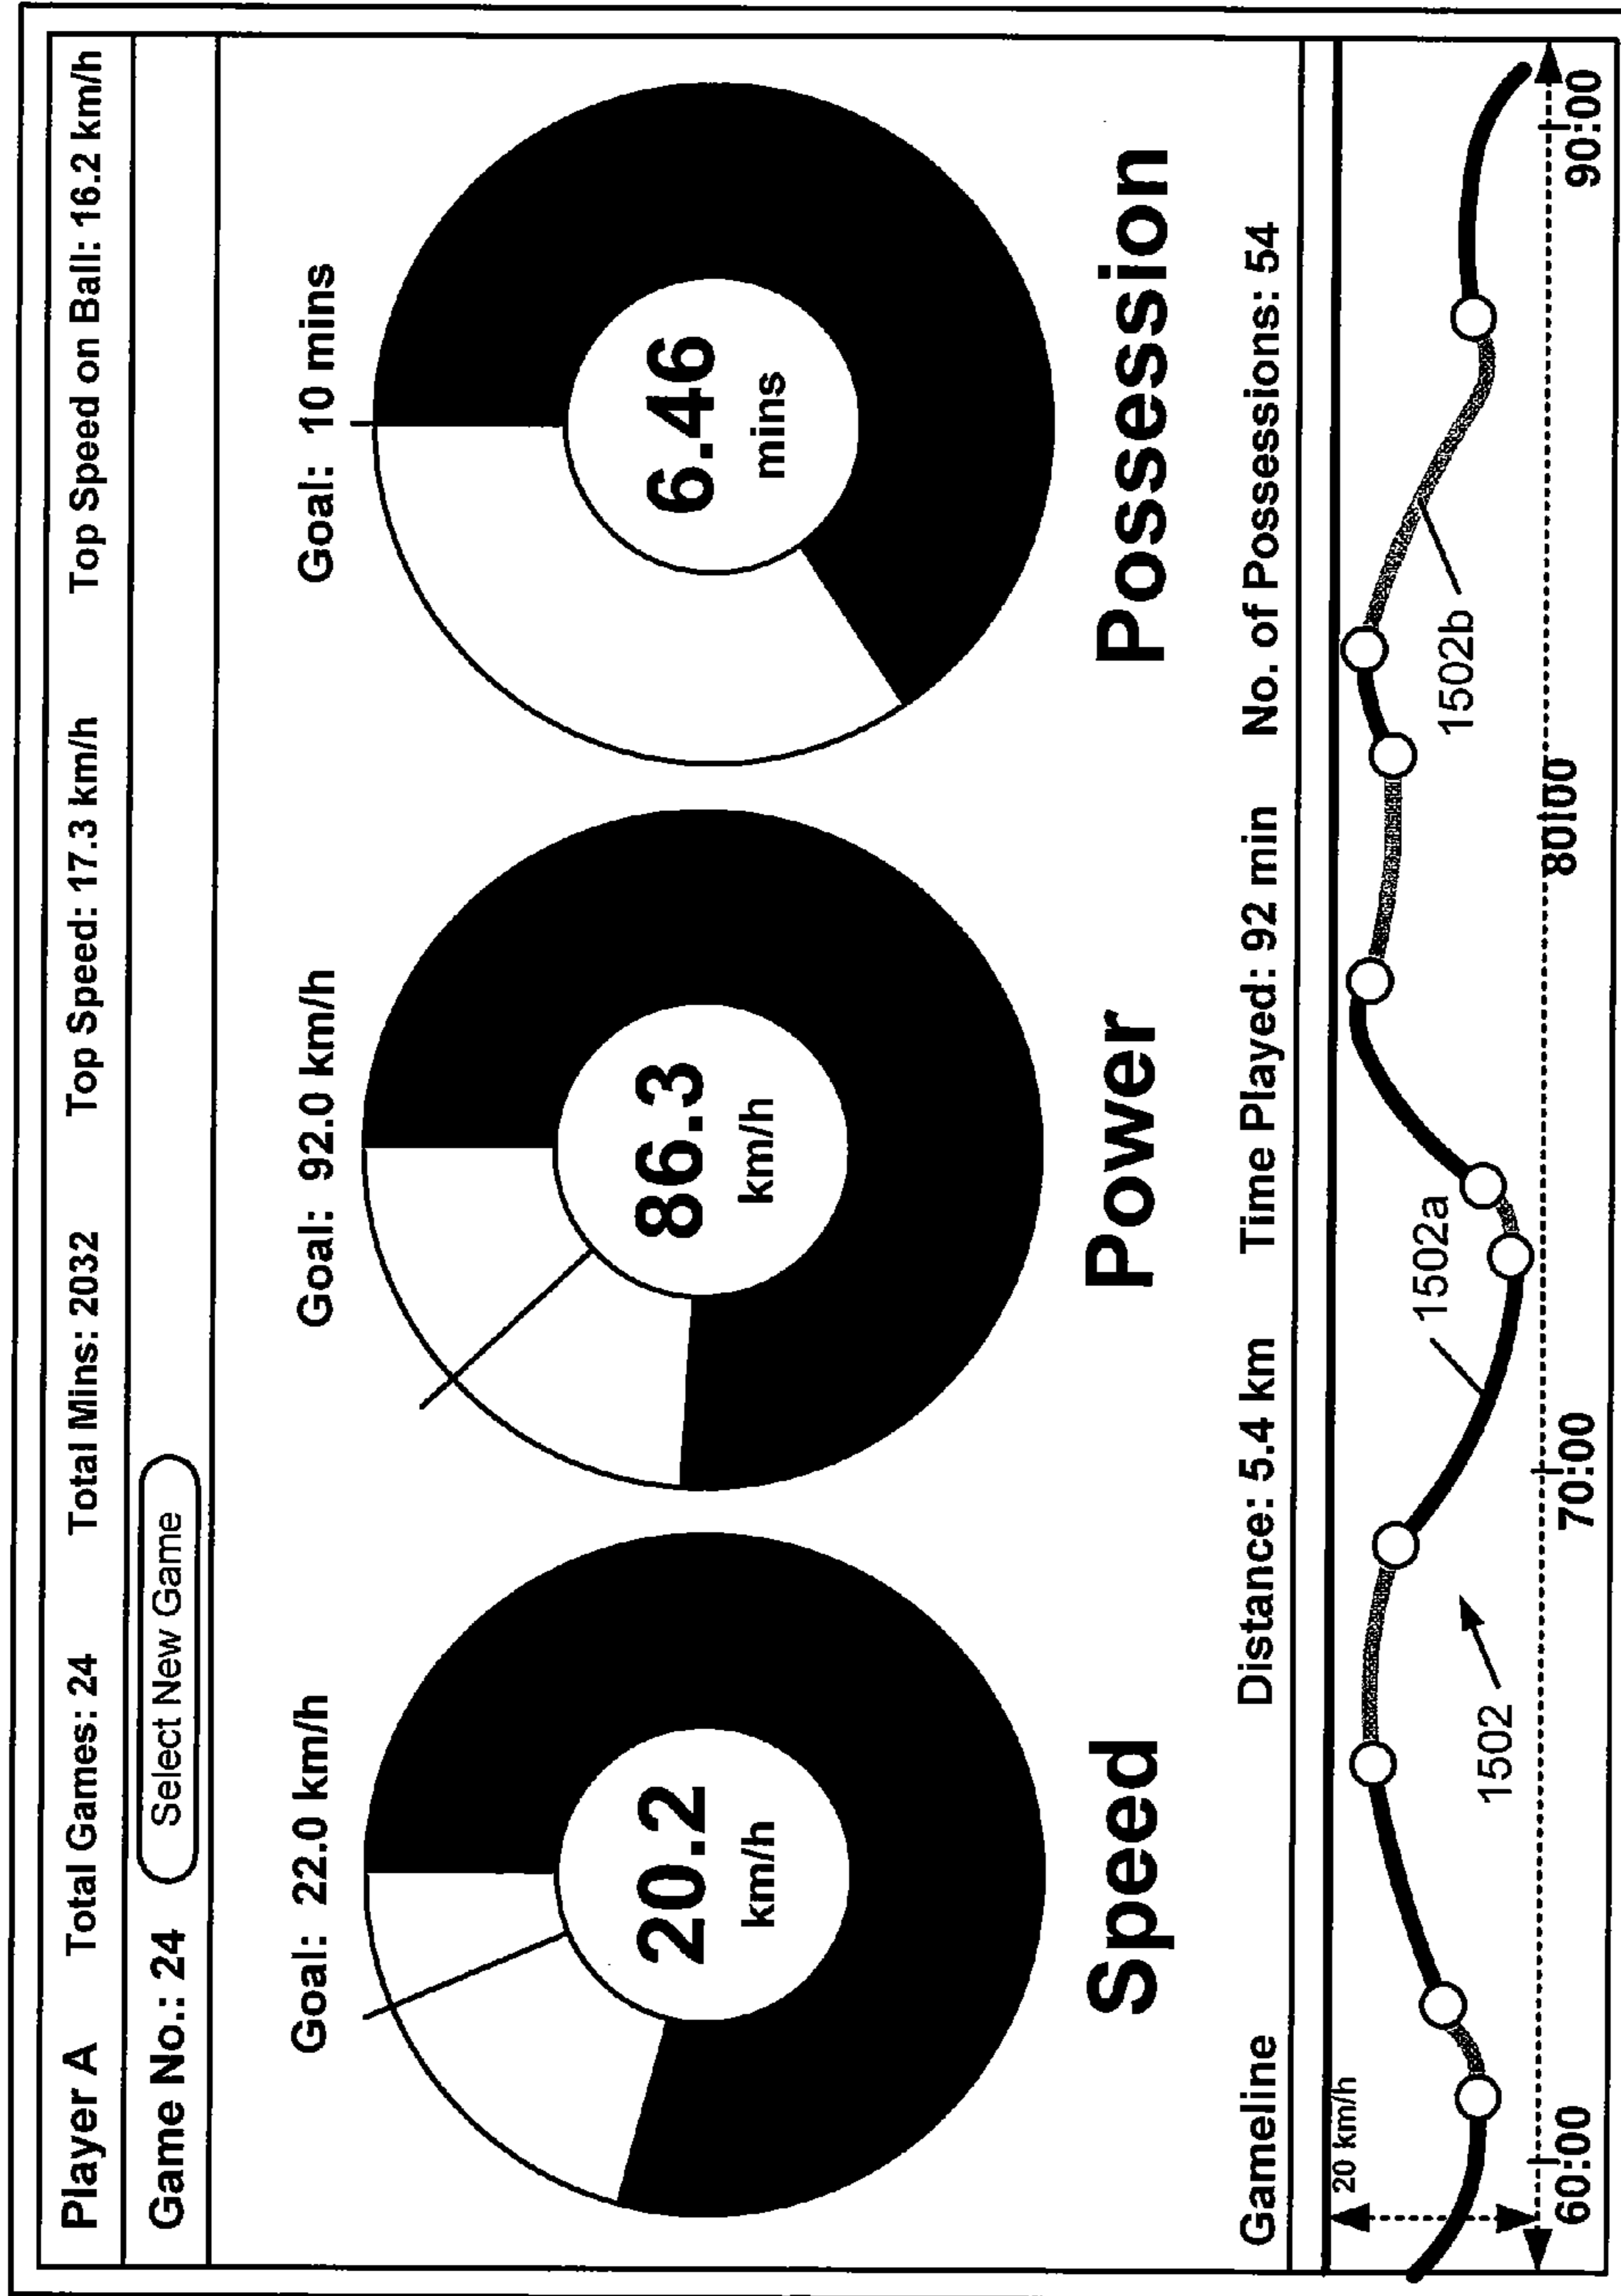 Player A Total Games: 24 Total Mins: 2032 Top Speed: 17.3 km/h Top Speed on Ball: 16.2 km/h
Game No.: 24 Select New Game
Goal: 22.0 km/h Goal: 92.0 km/h Goal: 10 mins
20.2 86.3 6.46
km/h km/h mins
Speed Power Possession
Gameline Distance: 5.4 km Time Played: 92 min No. of Possessions: 54
20 km/h
1502a 1502b
1502
60:00 70:00 80:00 90:00